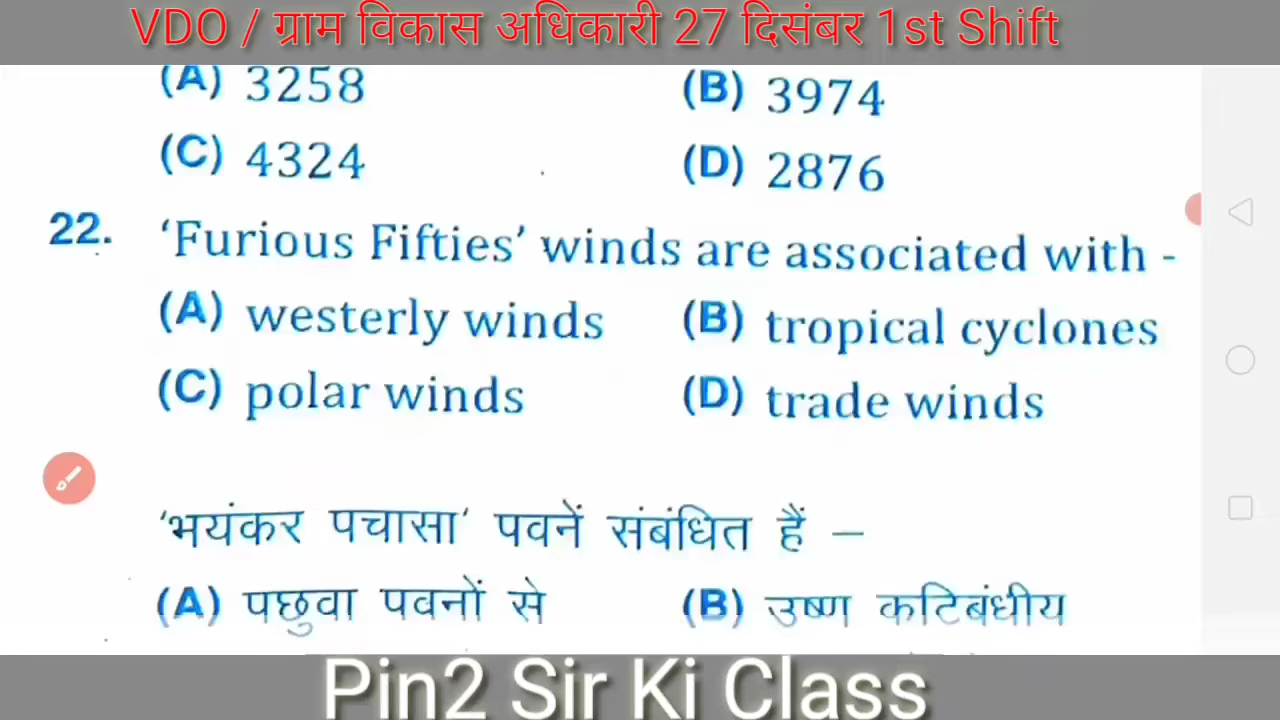 VDO / ग्राम विकास अधिकारी 27 दिसंबर 1st Shift
(A) 3258 (B) 3974
(C) 4324 (D) 2876
22. ‘Furious Fifties’ winds are associated with -
(A) westerly winds (B) tropical cyclones
(C) polar winds (D) trade winds
‘भयंकर पचासा’ पवनें संबंधित हैं –
(A) पछुवा पवनों से (B) उष्ण कटिबंधीय
Pin2 Sir Ki Class